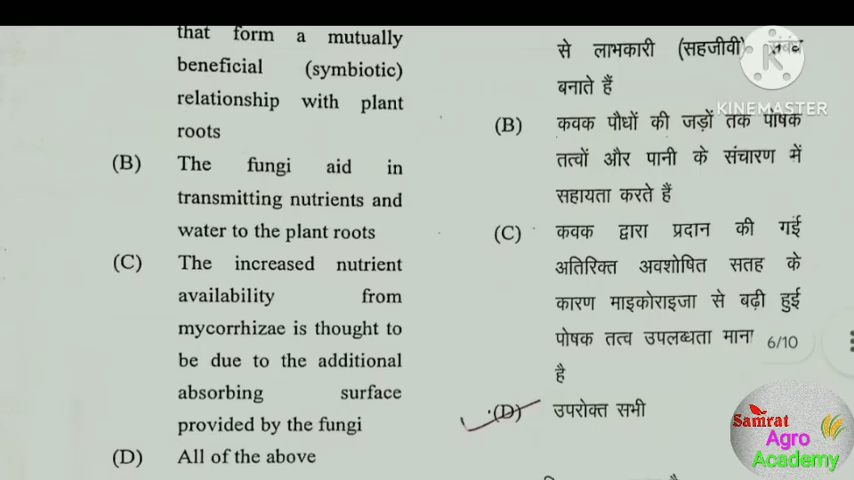 that form a mutually
beneficial (symbiotic)
relationship with plant
roots
(B) The fungi aid in
transmitting nutrients and
water to the plant roots
(C) The increased nutrient
availability from
mycorrhizae is thought to
be due to the additional
absorbing surface
provided by the fungi
(D) All of the above
से लाभकारी (सहजीवी)
बनाते हैं
(B) कवक पौधों की जड़ों तक पोषक
तत्वों और पानी के संचारण में
सहायता करते हैं
(C) कवक द्वारा प्रदान की गई
अतिरिक्त अवशोषित सतह के
कारण माइकोराइजा से बढ़ी हुई
पोषक तत्व उपलब्धता माना
है
(D) उपरोक्त सभी
KINEMASTER
6/10
Samrat
Agro
Academy